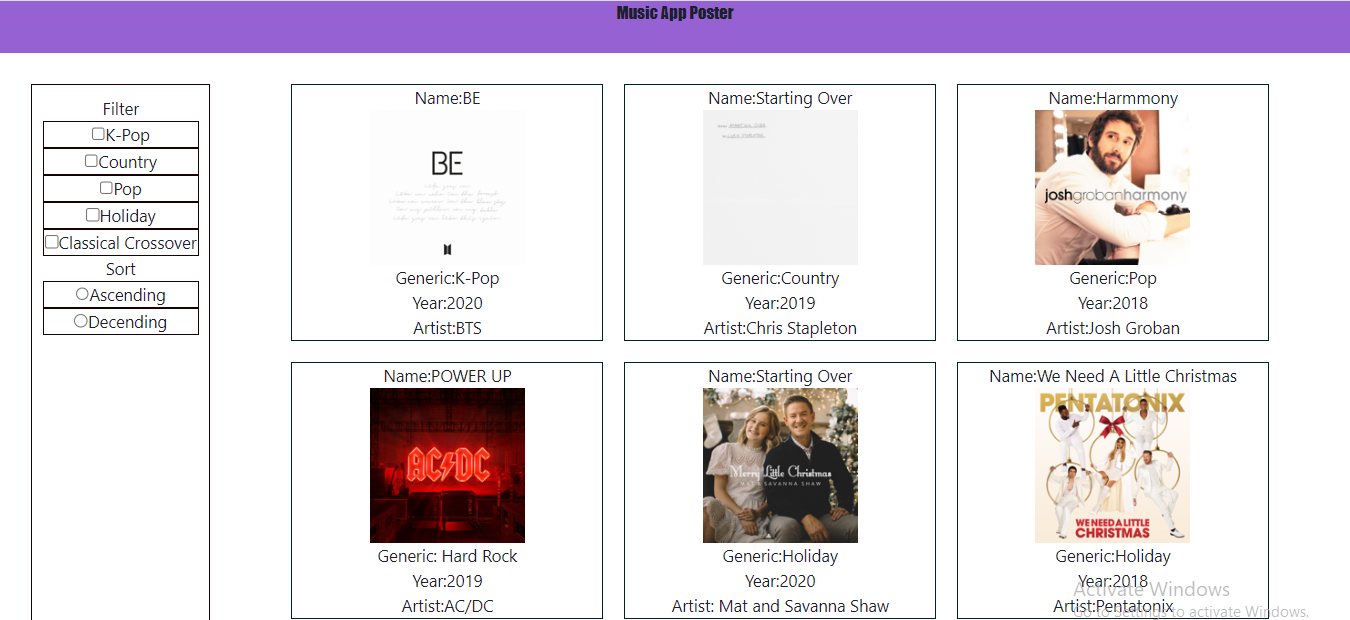 Music App Poster
Filter
K-Pop
Country
Pop
Holiday
Classical Crossover
Sort
Ascending
Decending
Name:BE
BE
Generic:K-Pop
Year:2020
Artist:BTS
Name:Starting Over
Generic:Country
Year:2019
Artist:Chris Stapleton
Name:Harmmony
joshgrobanharmony
Generic:Pop
Year:2018
Artist:Josh Groban
Name:POWER UP
AC/DC
Generic: Hard Rock
Year:2019
Artist:AC/DC
Name:Starting Over
Merry Little Christmas
MAT & SAVANNA SHAW
Generic:Holiday
Year:2020
Artist: Mat and Savanna Shaw
Name:We Need A Little Christmas
PENTATONIX
WE NEED A LITTLE
CHRISTMAS
Generic:Holiday
Year:2018
Artist:Pentatonix
Activate Windows
Go to Settings to activate Windows.